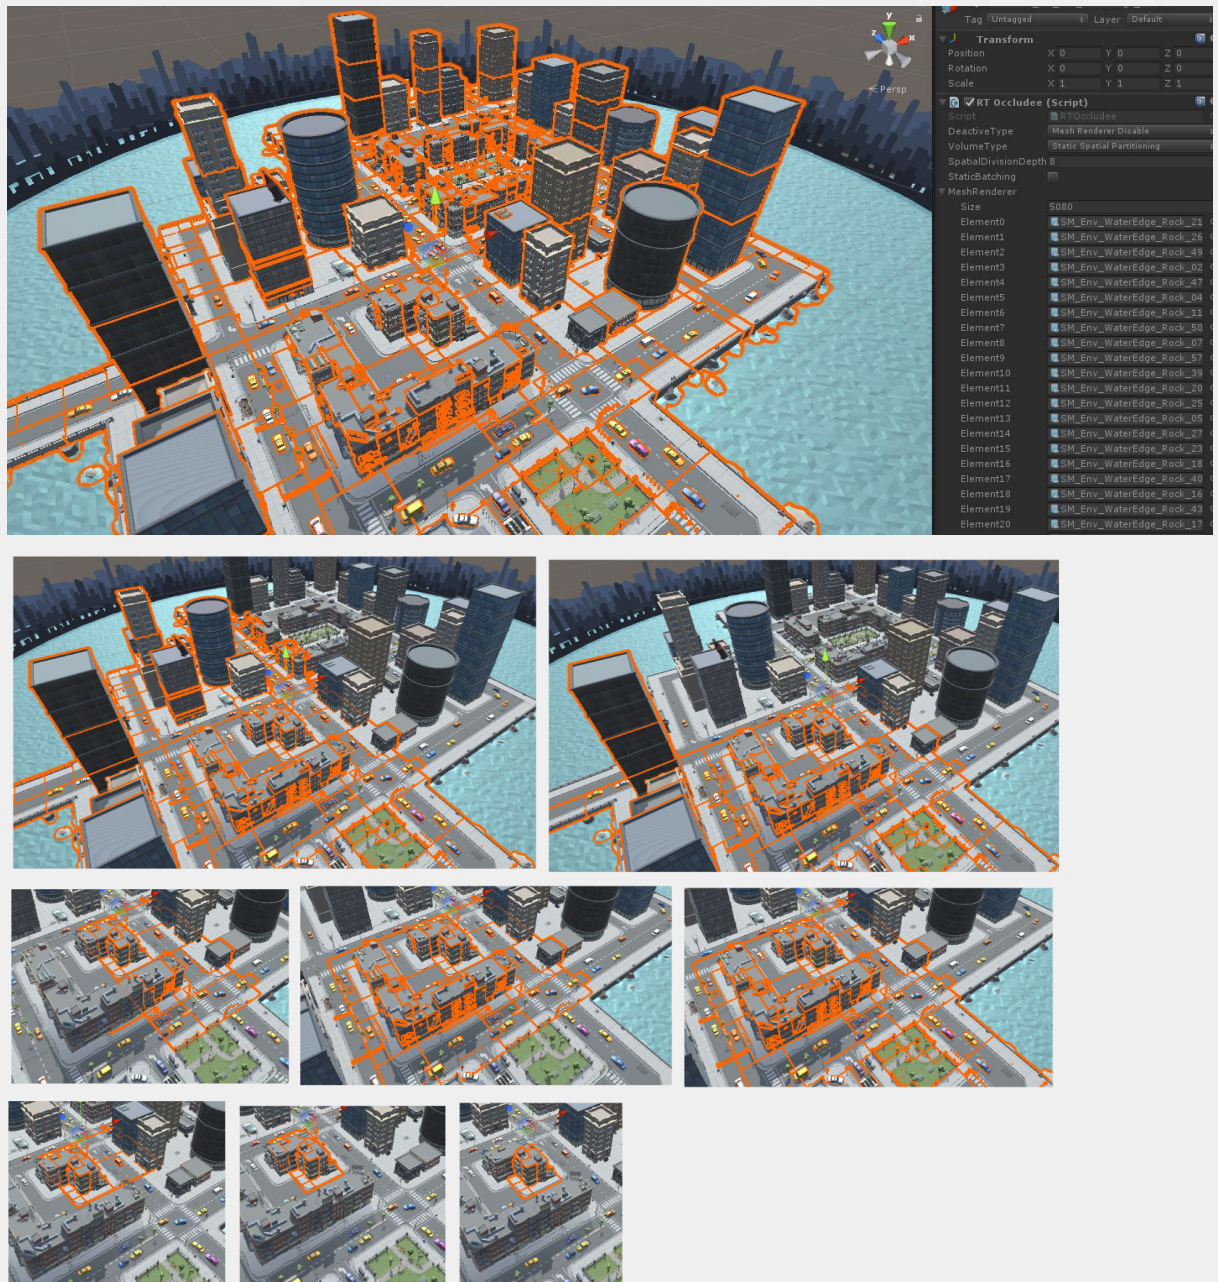 Tag Untagged Layer Default
y
z x
Persp
Transform
Position X 0 Y 0 Z 0
Rotation X 0 Y 0 Z 0
Scale X 1 Y 1 Z 1
RT Occludee (Script)
Script RTOccludee
DeactiveType Mesh Renderer Disable
VolumeType Static Spatial Partitioning
SpatialDivisionDepth 8
StaticBatching
MeshRenderer
Size 5080
Element0 SM_Env_WaterEdge_Rock_21
Element1 SM_Env_WaterEdge_Rock_26
Element2 SM_Env_WaterEdge_Rock_49
Element3 SM_Env_WaterEdge_Rock_02
Element4 SM_Env_WaterEdge_Rock_47
Element5 SM_Env_WaterEdge_Rock_04
Element6 SM_Env_WaterEdge_Rock_11
Element7 SM_Env_WaterEdge_Rock_50
Element8 SM_Env_WaterEdge_Rock_07
Element9 SM_Env_WaterEdge_Rock_57
Element10 SM_Env_WaterEdge_Rock_39
Element11 SM_Env_WaterEdge_Rock_20
Element12 SM_Env_WaterEdge_Rock_25
Element13 SM_Env_WaterEdge_Rock_05
Element14 SM_Env_WaterEdge_Rock_27
Element15 SM_Env_WaterEdge_Rock_23
Element16 SM_Env_WaterEdge_Rock_18
Element17 SM_Env_WaterEdge_Rock_40
Element18 SM_Env_WaterEdge_Rock_16
Element19 SM_Env_WaterEdge_Rock_43
Element20 SM_Env_WaterEdge_Rock_17